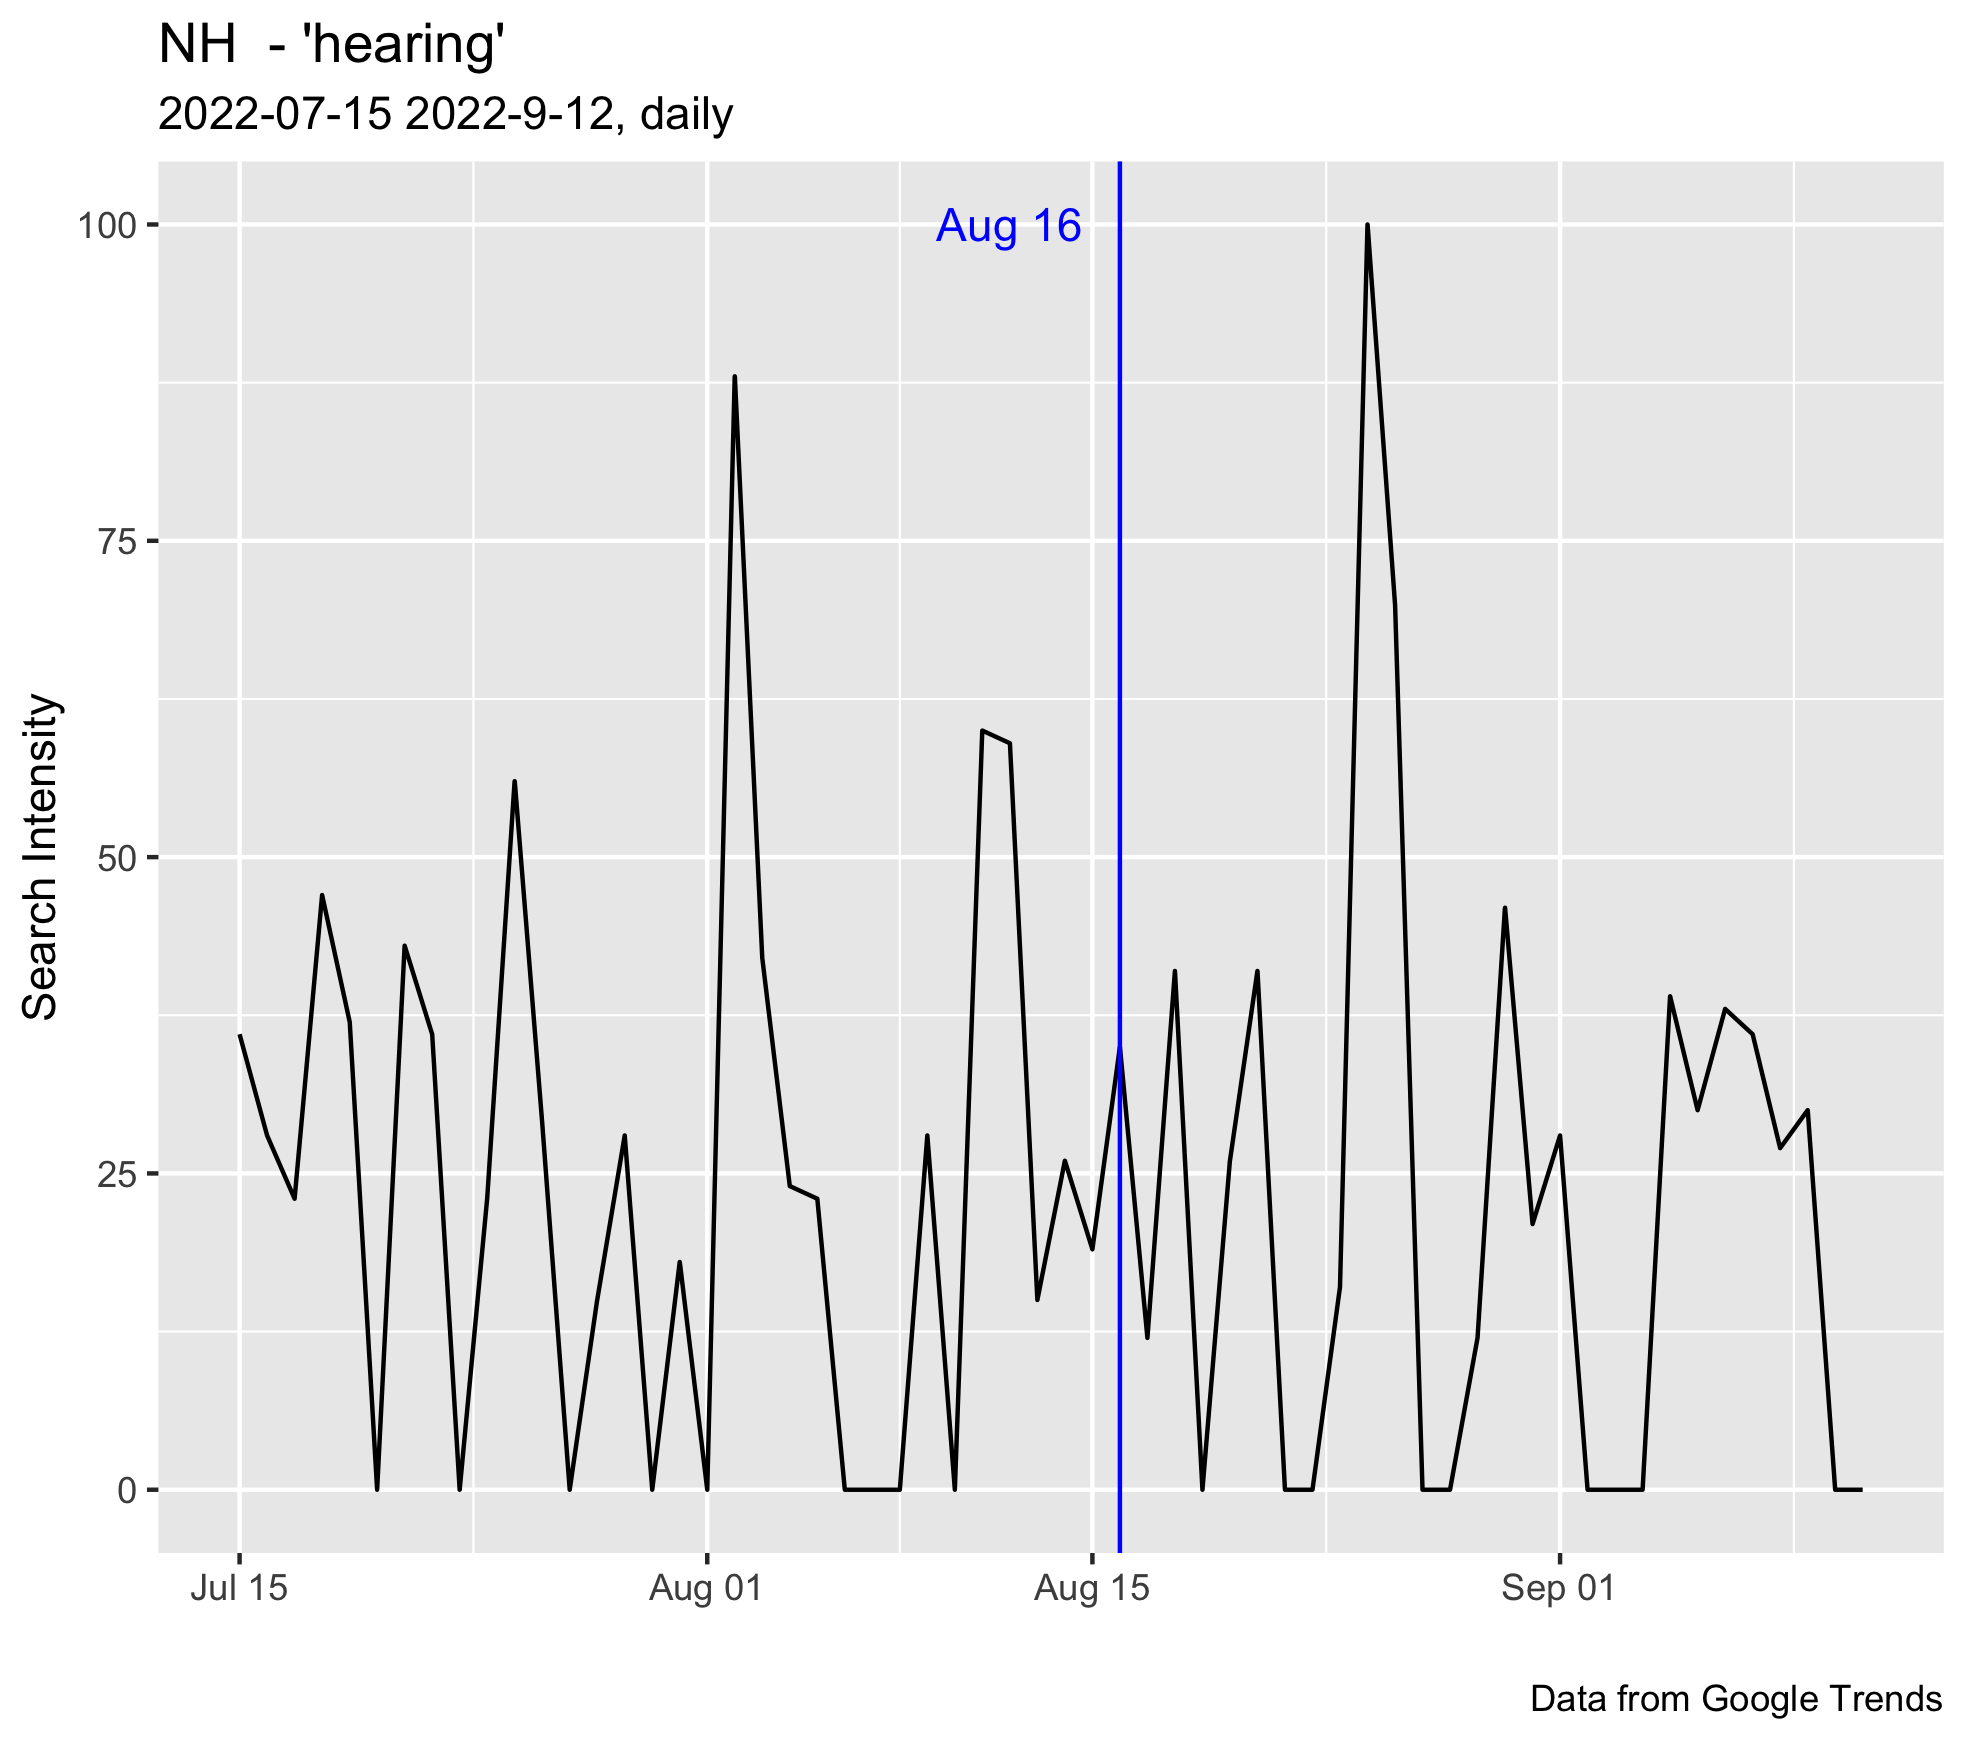 NH  - 'hearing'
2022-07-15 2022-9-12, daily
Aug 16
100
75
50
25
0
Search Intensity
Jul 15 Aug 01 Aug 15 Sep 01
Data from Google Trends